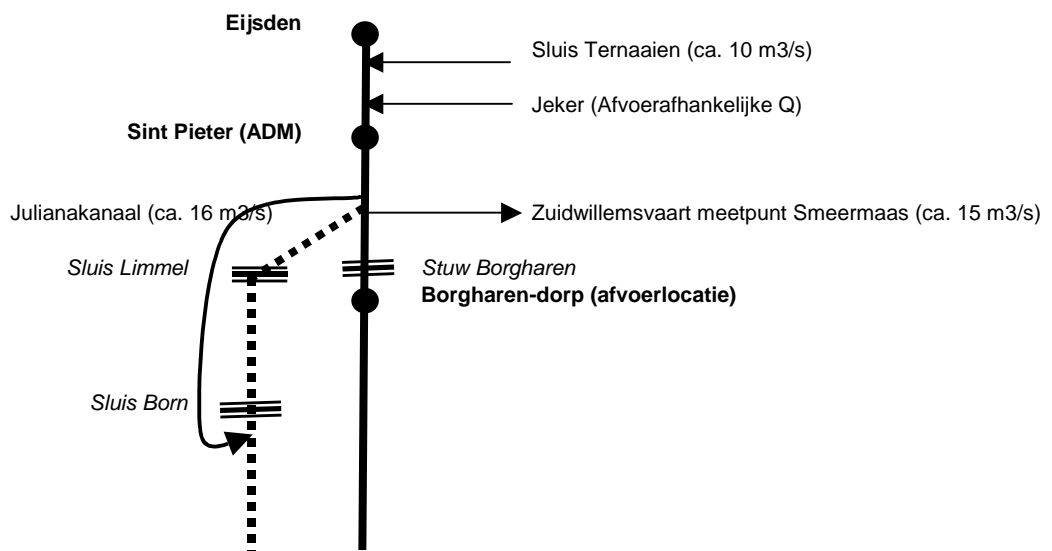 Eijsden
Sluis Ternaaien (ca. 10 m3/s)
Jeker (Afvoerafhankelijke Q)
Sint Pieter (ADM)
Julianakanaal (ca. 16 m3/s)
Zuidwillemsvaart meetpunt Smeermaas (ca. 15 m3/s)
Sluis Limmel
Stuw Borgharen
Borgharen-dorp (afvoerlocatie)
Sluis Born